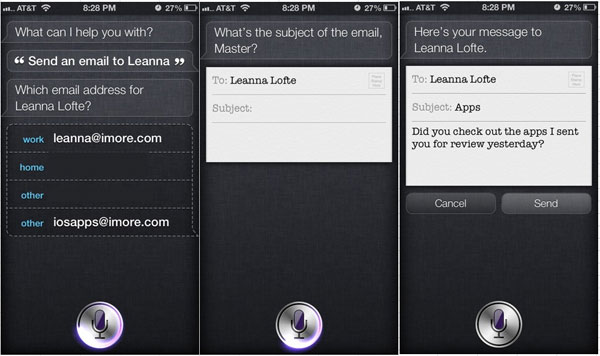 AT&T 8:28 PM 27%
What can I help you with?
“ Send an email to Leanna ”
Which email address for
Leanna Lofte?
work leanna@imore.com
home
other
other iosapps@imore.com
AT&T 8:28 PM 27%
What's the subject of the email,
Master?
To: Leanna Lofte
Subject:
AT&T 8:28 PM 27%
Here's your message to
Leanna Lofte.
To: Leanna Lofte
Subject: Apps
Did you check out the apps I sent
you for review yesterday?
Cancel Send